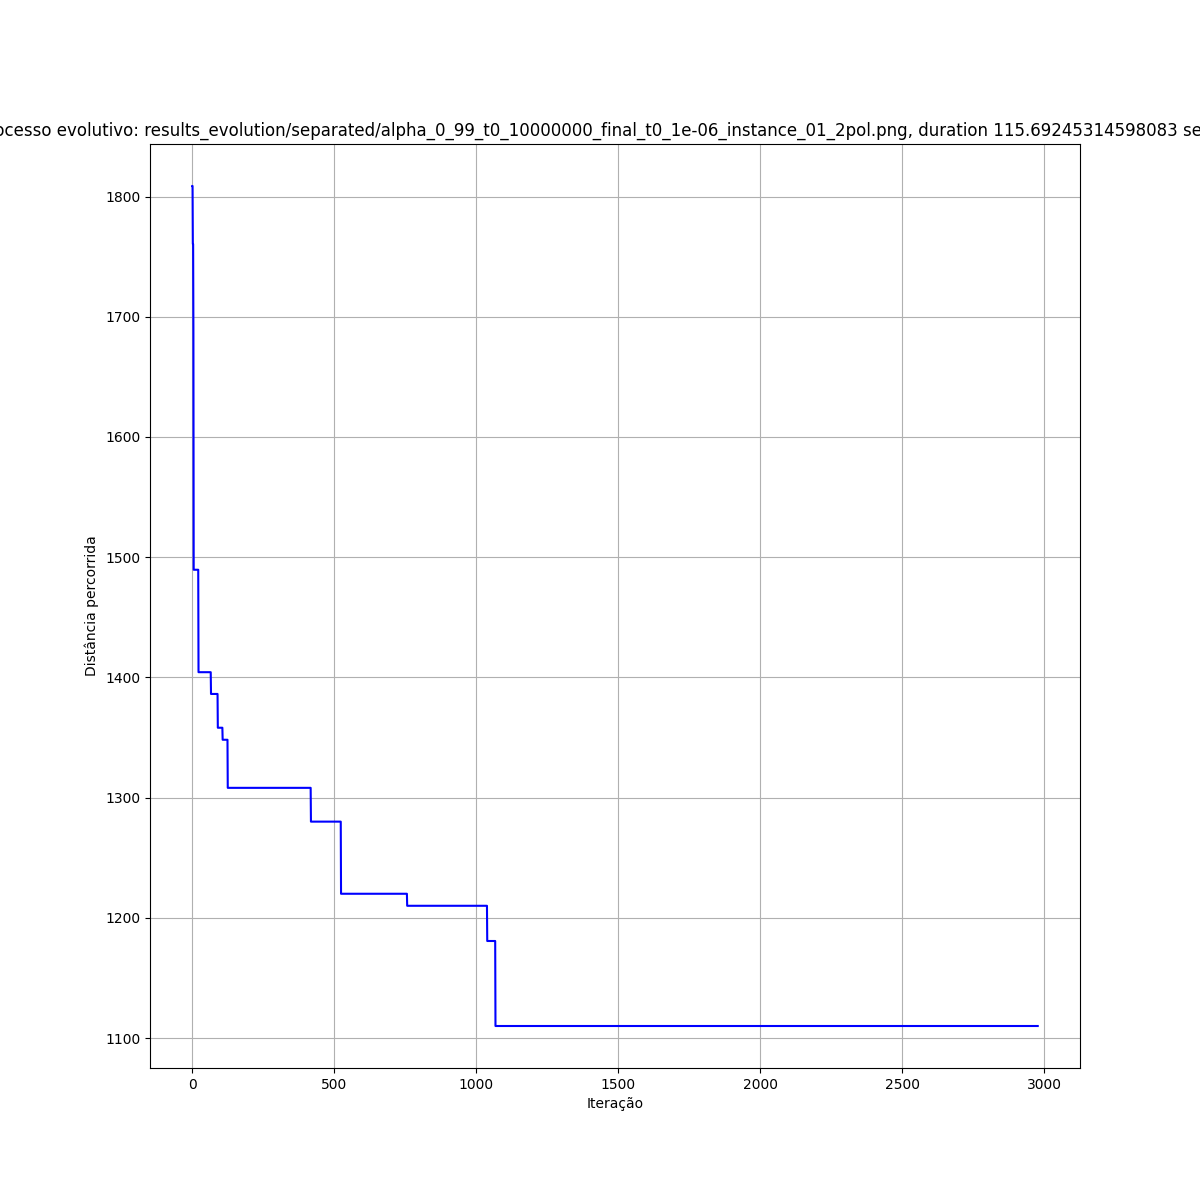 ocesso evolutivo: results_evolution/separated/alpha_0_99_t0_10000000_final_t0_1e-06_instance_01_2pol.png, duration 115.69245314598083 se
1800
1700
1600
1500
1400
1300
1200
1100
Distância percorrida
0 500 1000 1500 2000 2500 3000
Iteração